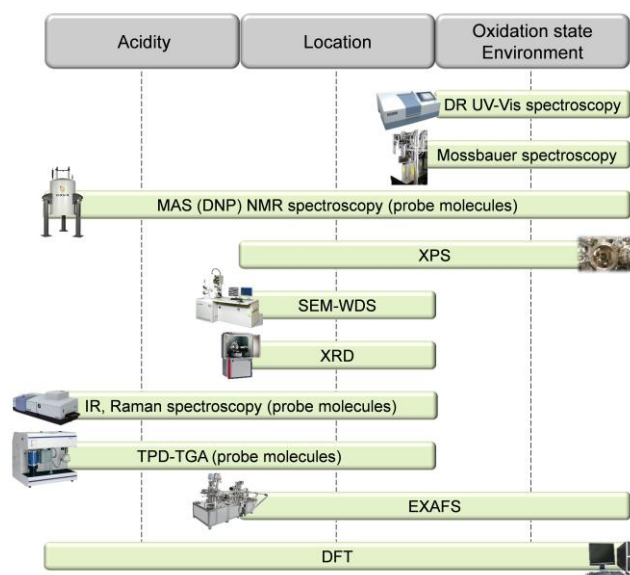 Acidity
Location
Oxidation state
Environment
DR UV-Vis spectroscopy
Mossbauer spectroscopy
MAS (DNP) NMR spectroscopy (probe molecules)
XPS
SEM-WDS
XRD
IR, Raman spectroscopy (probe molecules)
TPD-TGA (probe molecules)
EXAFS
DFT